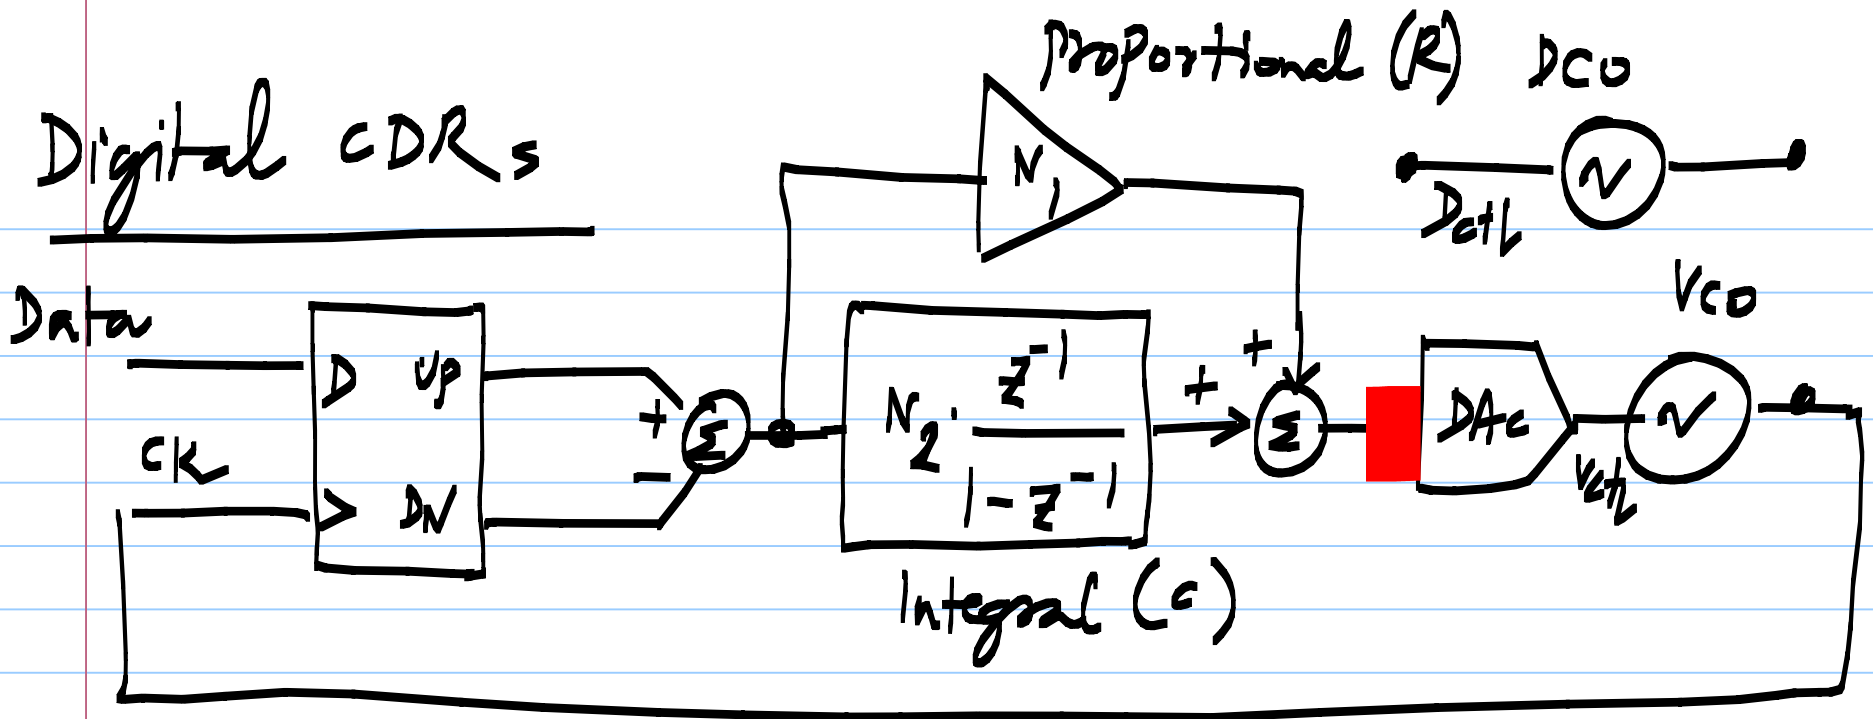 Proportional (R) DCO
Digital CDRs
N1
Dctl
VCO
Data
D UP
+
+
+
Σ
N2 · z^-1 / 1 - z^-1
Σ
DAC
Vctl
CK
-
DN
Integral (C)